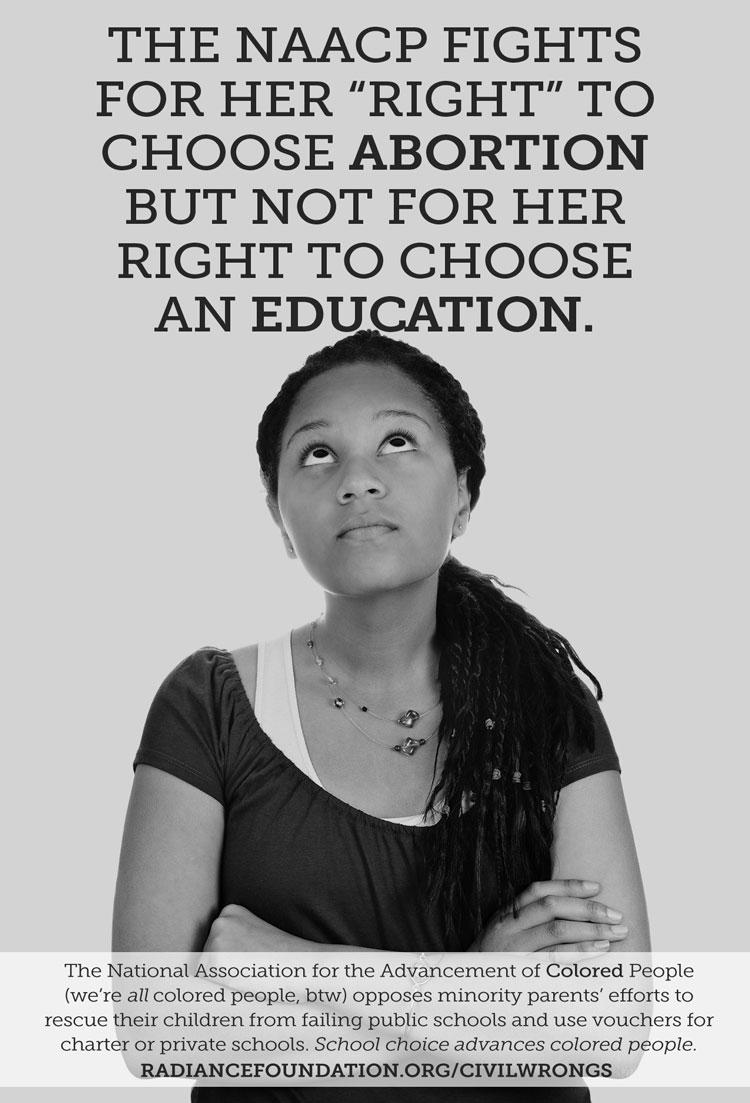 THE NAACP FIGHTS
FOR HER “RIGHT” TO
CHOOSE ABORTION
BUT NOT FOR HER
RIGHT TO CHOOSE
AN EDUCATION.
The National Association for the Advancement of Colored People
(we’re all colored people, btw) opposes minority parents’ efforts to
rescue their children from failing public schools and use vouchers for
charter or private schools. School choice advances colored people.
RADIANCEFOUNDATION.ORG/CIVILWRONGS